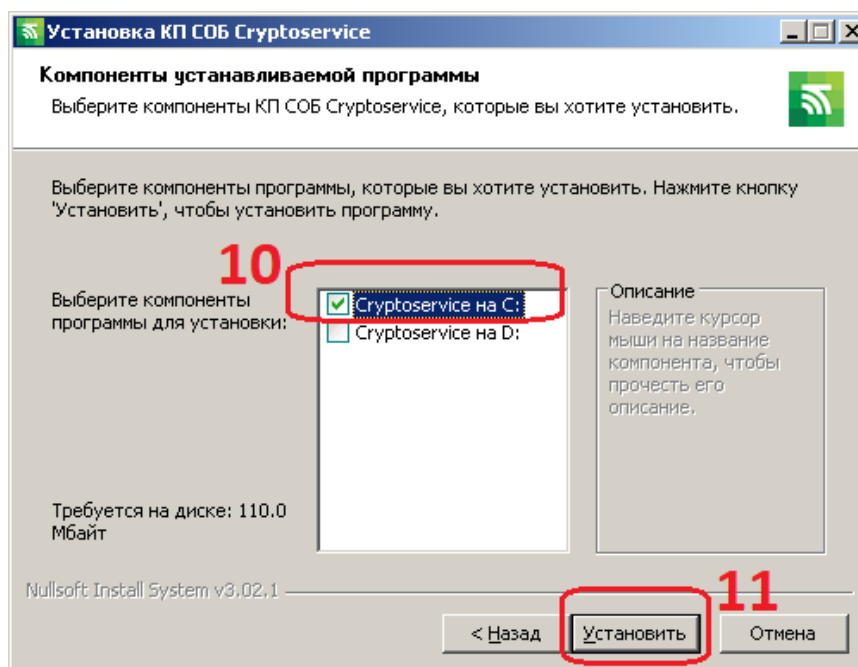 Установка КП СОБ Cryptoservice
Компоненты устанавливаемой программы
Выберите компоненты КП СОБ Cryptoservice, которые вы хотите установить.
Выберите компоненты программы, которые вы хотите установить. Нажмите кнопку
'Установить', чтобы установить программу.
10
Выберите компоненты
программы для установки:
Cryptoservice на C:
Cryptoservice на D:
Описание
Наведите курсор
мыши на название
компонента, чтобы
прочесть его
описание.
Требуется на диске: 110.0
Мбайт
Nullsoft Install System v3.02.1
11
< Назад
Установить
Отмена